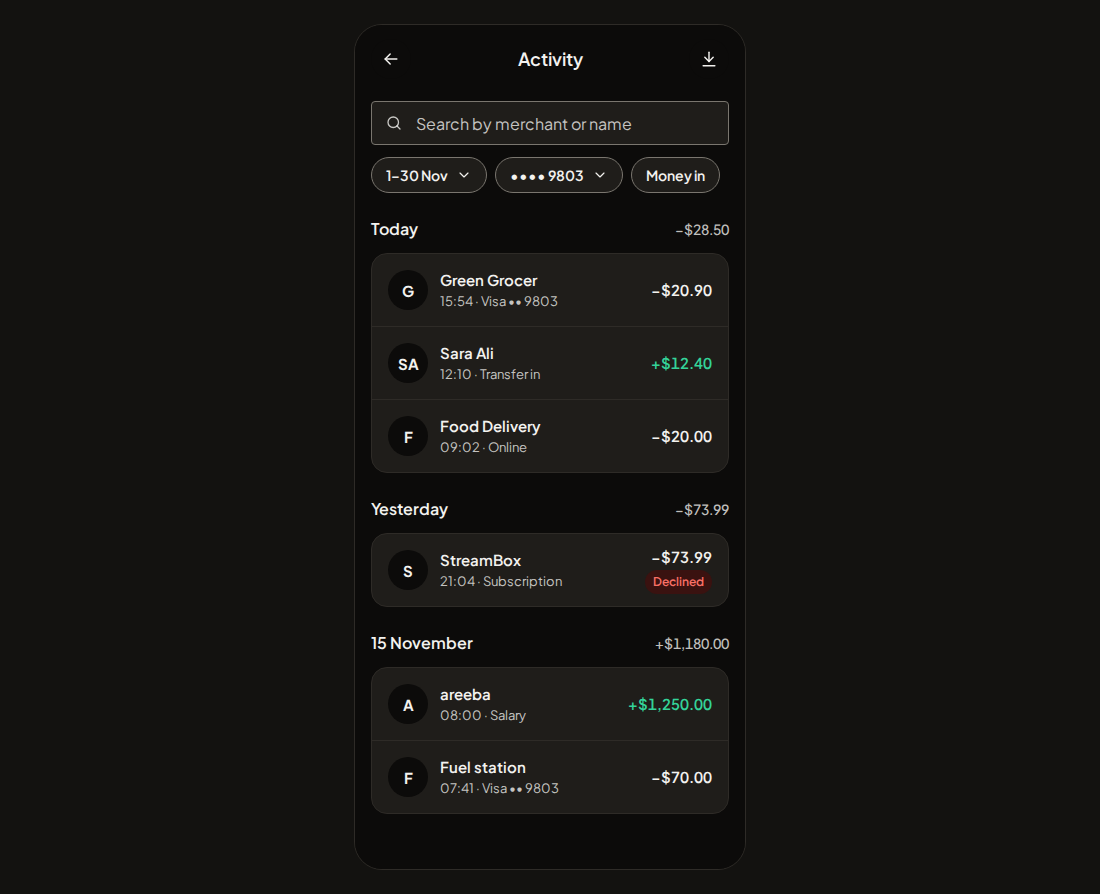 Activity
Search by merchant or name
1–30 Nov
•••• 9803
Money in
Today
−$28.50
G
Green Grocer
−$20.90
15:54 · Visa •• 9803
SA
Sara Ali
+$12.40
12:10 · Transfer in
F
Food Delivery
−$20.00
09:02 · Online
Yesterday
−$73.99
S
StreamBox
−$73.99
21:04 · Subscription
Declined
15 November
+$1,180.00
A
areeba
+$1,250.00
08:00 · Salary
F
Fuel station
−$70.00
07:41 · Visa •• 9803